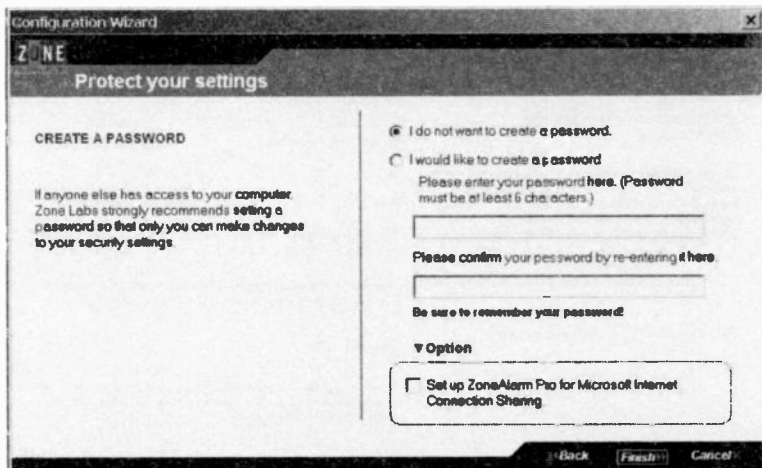 Configuration Wizard
ZONE
Protect your settings
CREATE A PASSWORD
If anyone else has access to your computer,
Zone Labs strongly recommends setting a
password so that only you can make changes
to your security settings.
I do not want to create a password.
I would like to create a password
Please enter your password here. (Password
must be at least 6 characters.)
Please confirm your password by re-entering it here.
Be sure to remember your password!
▼ Option
Set up ZoneAlarm Pro for Microsoft Internet
Connection Sharing
Back Finish Cancel